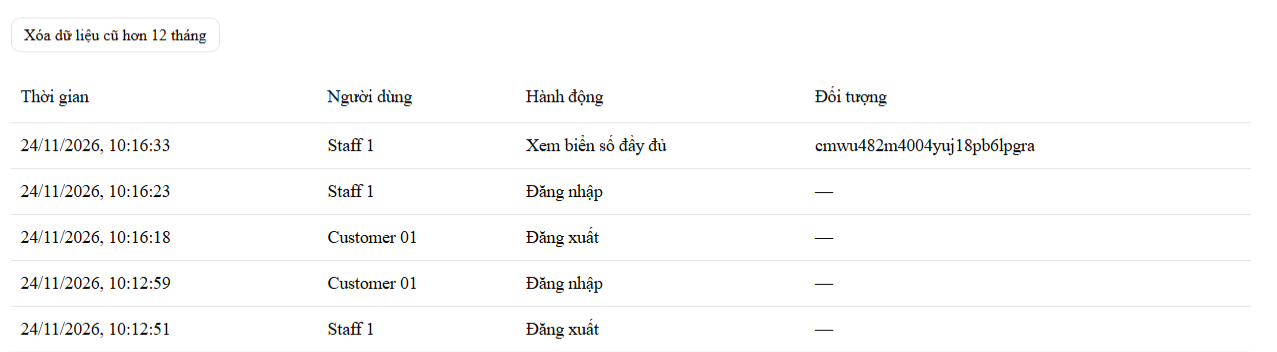 Xóa dữ liệu cũ hơn 12 tháng
Thời gian Người dùng Hành động Đối tượng
24/11/2026, 10:16:33 Staff 1 Xem biển số đầy đủ cmwu482m4004yuj18pb6lpgra
24/11/2026, 10:16:23 Staff 1 Đăng nhập —
24/11/2026, 10:16:18 Customer 01 Đăng xuất —
24/11/2026, 10:12:59 Customer 01 Đăng nhập —
24/11/2026, 10:12:51 Staff 1 Đăng xuất —